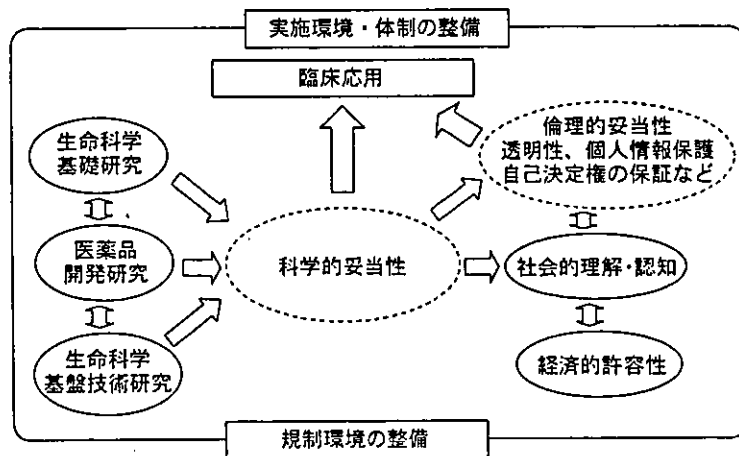 実施環境・体制の整備
臨床応用
生命科学
基礎研究
倫理的妥当性
透明性、個人情報保護
自己決定権の保証など
医薬品
開発研究
科学的妥当性
社会的理解・認知
生命科学
基盤技術研究
経済的許容性
規制環境の整備